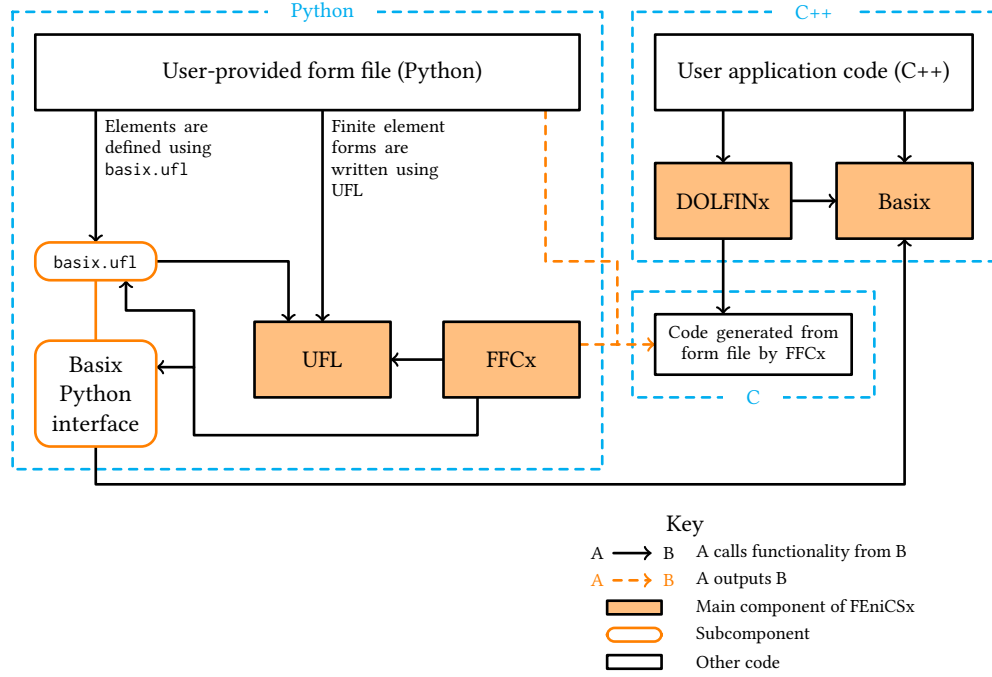 Python
C++
User-provided form file (Python)
User application code (C++)
Elements are
defined using
basix.ufl
Finite element
forms are
written using
UFL
DOLFINx
Basix
basix.ufl
UFL
FFCx
Code generated from
form file by FFCx
Basix
Python
interface
C
Key
A B A calls functionality from B
A B A outputs B
Main component of FEniCSx
Subcomponent
Other code